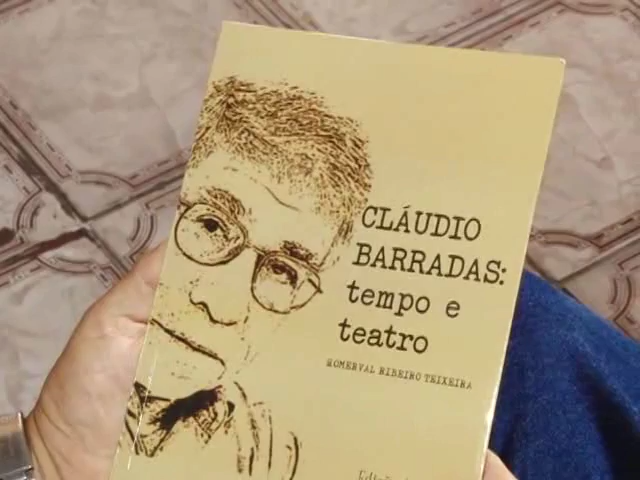 CLÁUDIO
BARRADAS:
tempo e
teatro
HOMERVAL RIBEIRO TEIXEIRA